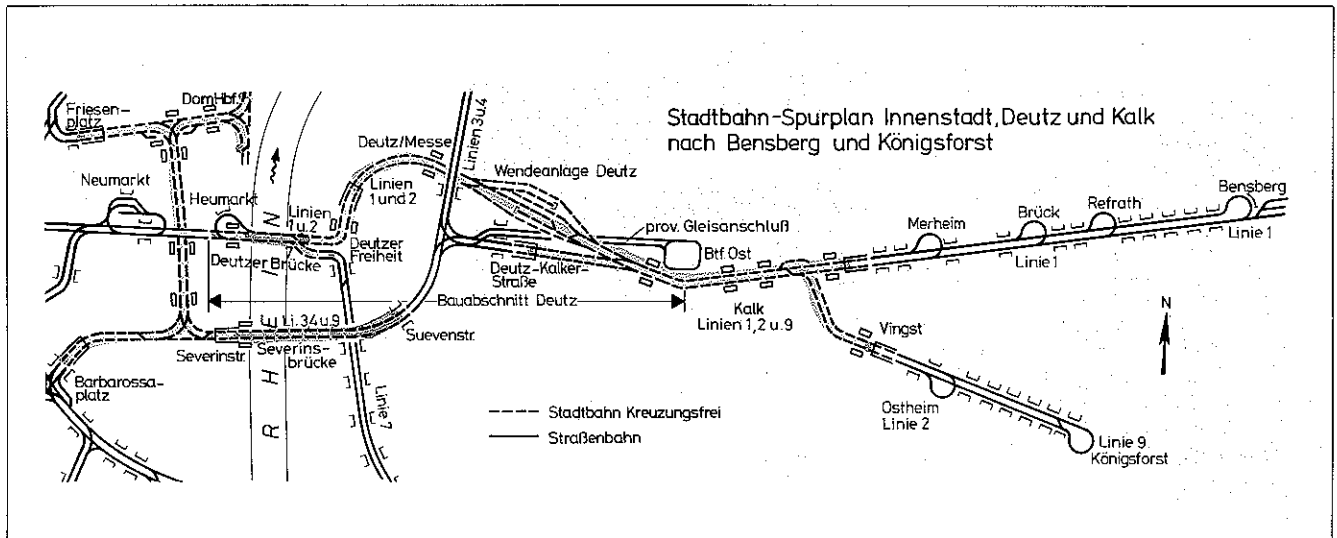 Stadtbahn-Spurplan Innenstadt, Deutz und Kalk
nach Bensberg und Königsforst
Friesen-
platz
Dom Hbf.
Neumarkt
Heumarkt
Linien
1 u. 2
Deutz/Messe
Linien
1 und 2
Linien 3 u. 4
Wendeanlage Deutz
prov. Gleisanschluß
Btf. Ost
Deutzer Brücke
Deutzer
Freiheit
Deutz-Kalker-
Straße
Bauabschnitt Deutz
Kalk
Linien 1, 2 u. 9
Merheim
Brück
Refrath
Bensberg
Linie 1
Linie 1
Li. 3 4 u. 9
Severinstr.
Severins-
brücke
Suevenstr.
Barbarossa-
platz
RHEIN
Linie 7
Vingst
Ostheim
Linie 2
Linie 9
Königsforst
N
Stadtbahn Kreuzungsfrei
Straßenbahn